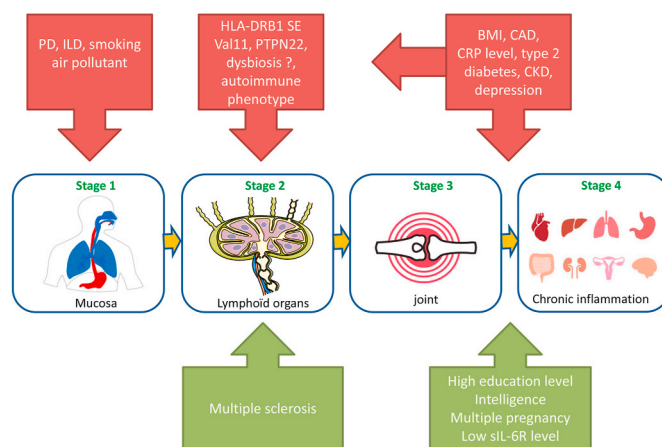 PD, ILD, smoking
air pollutant
HLA-DRB1 SE
Val11, PTPN22,
dysbiosis ?,
autoimmune
phenotype
BMI, CAD,
CRP level, type 2
diabetes, CKD,
depression
Stage 1
Mucosa
Stage 2
Lymphoïd organs
Stage 3
joint
Stage 4
Chronic inflammation
Multiple sclerosis
High education level
Intelligence
Multiple pregnancy
Low sIL-6R level